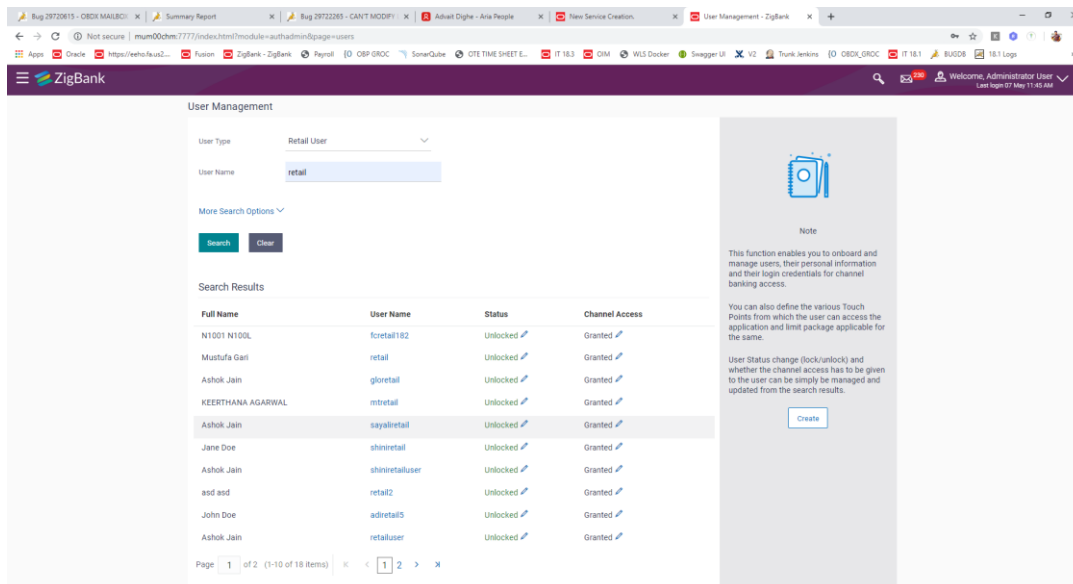 Bug 29720615 - OBDX MAILBOX
Summary Report
Bug 29722265 - CAN'T MODIFY
Advait Dighe - Aria People
New Service Creation.
User Management - ZigBank
Not secure | mum00chm:7777/index.html?module=authadmin&page=users
Apps Oracle https://eeho.fa.us2... Fusion ZigBank - ZigBank Payroll OBP GROC SonarQube OTE TIME SHEET E... IT 18.3 OIM WLS Docker Swagger UI V2 Trunk Jenkins OBDX_GROC IT 18.1 BUGDB 18.1 Logs
ZigBank
230
Welcome, Administrator User
Last login 07 May 11:45 AM
User Management
User Type Retail User
User Name retail
More Search Options
Search Clear
Search Results
Full Name User Name Status Channel Access
N1001 N100L fcretail182 Unlocked Granted
Mustufa Gari retail Unlocked Granted
Ashok Jain gloretail Unlocked Granted
KEERTHANA AGARWAL mtretail Unlocked Granted
Ashok Jain sayaliretail Unlocked Granted
Jane Doe shiniretail Unlocked Granted
Ashok Jain shiniretailuser Unlocked Granted
asd asd retail2 Unlocked Granted
John Doe adiretail5 Unlocked Granted
Ashok Jain retailuser Unlocked Granted
Page 1 of 2 (1-10 of 18 items) 1 2
Note
This function enables you to onboard and
manage users, their personal information
and their login credentials for channel
banking access.
You can also define the various Touch
Points from which the user can access the
application and limit package applicable for
the same.
User Status change (lock/unlock) and
whether the channel access has to be given
to the user can be simply be managed and
updated from the search results.
Create